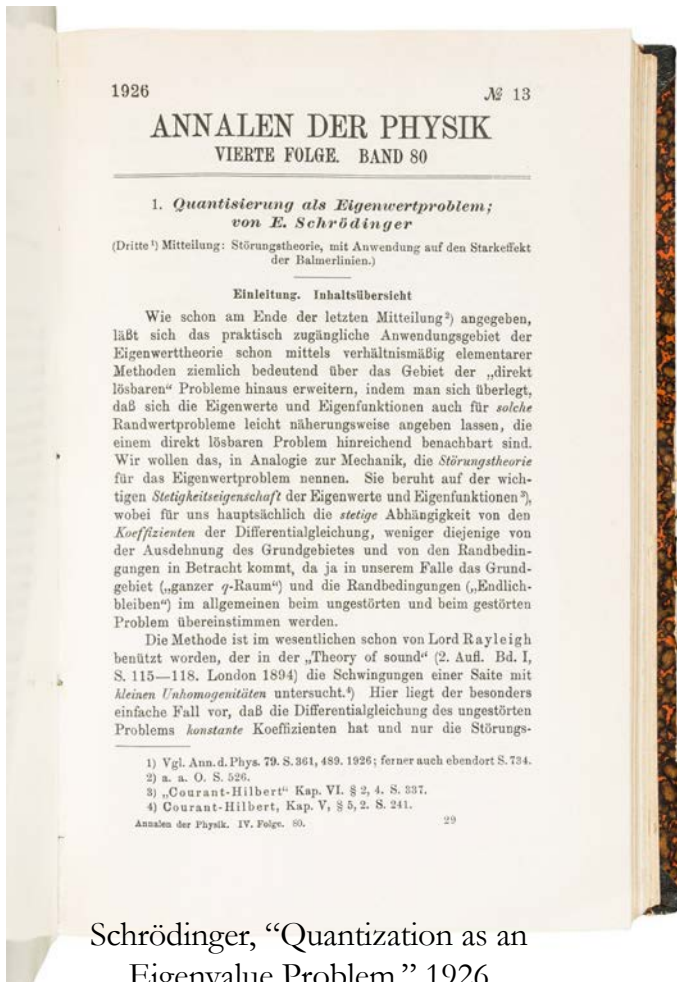 1926 № 13
ANNALEN DER PHYSIK
VIERTE FOLGE. BAND 80
1. Quantisierung als Eigenwertproblem;
von E. Schrödinger
(Dritte¹) Mitteilung: Störungstheorie, mit Anwendung auf den Starkeffekt
der Balmerlinien.)
Einleitung. Inhaltsübersicht
Wie schon am Ende der letzten Mitteilung²) angegeben,
läßt sich das praktisch zugängliche Anwendungsgebiet der
Eigenwerttheorie schon mittels verhältnismäßig elementarer
Methoden ziemlich bedeutend über das Gebiet der „direkt
lösbaren“ Probleme hinaus erweitern, indem man sich überlegt,
daß sich die Eigenwerte und Eigenfunktionen auch für solche
Randwertprobleme leicht näherungsweise angeben lassen, die
einem direkt lösbaren Problem hinreichend benachbart sind.
Wir wollen das, in Analogie zur Mechanik, die Störungstheorie
für das Eigenwertproblem nennen. Sie beruht auf der wich-
tigen Stetigkeitseigenschaft der Eigenwerte und Eigenfunktionen³),
wobei für uns hauptsächlich die stetige Abhängigkeit von den
Koeffizienten der Differentialgleichung, weniger diejenige von
der Ausdehnung des Grundgebietes und von den Randbedin-
gungen in Betracht kommt, da ja in unserem Falle das Grund-
gebiet („ganzer q-Raum“) und die Randbedingungen („Endlich-
bleiben“) im allgemeinen beim ungestörten und beim gestörten
Problem übereinstimmen werden.
Die Methode ist im wesentlichen schon von Lord Rayleigh
benützt worden, der in der „Theory of sound“ (2. Aufl. Bd. I,
S. 115—118. London 1894) die Schwingungen einer Saite mit
kleinen Unhomogenitäten untersucht.⁴) Hier liegt der besonders
einfache Fall vor, daß die Differentialgleichung des ungestörten
Problems konstante Koeffizienten hat und nur die Störungs-
1) Vgl. Ann. d. Phys. 79. S. 361, 489. 1926; ferner auch ebendort S. 734.
2) a. a. O. S. 526.
3) „Courant-Hilbert“ Kap. VI. § 2, 4. S. 337.
4) Courant-Hilbert, Kap. V, § 5, 2. S. 241.
Annalen der Physik. IV. Folge. 80. 29
Schrödinger, “Quantization as an
Eigenvalue Problem,” 1926